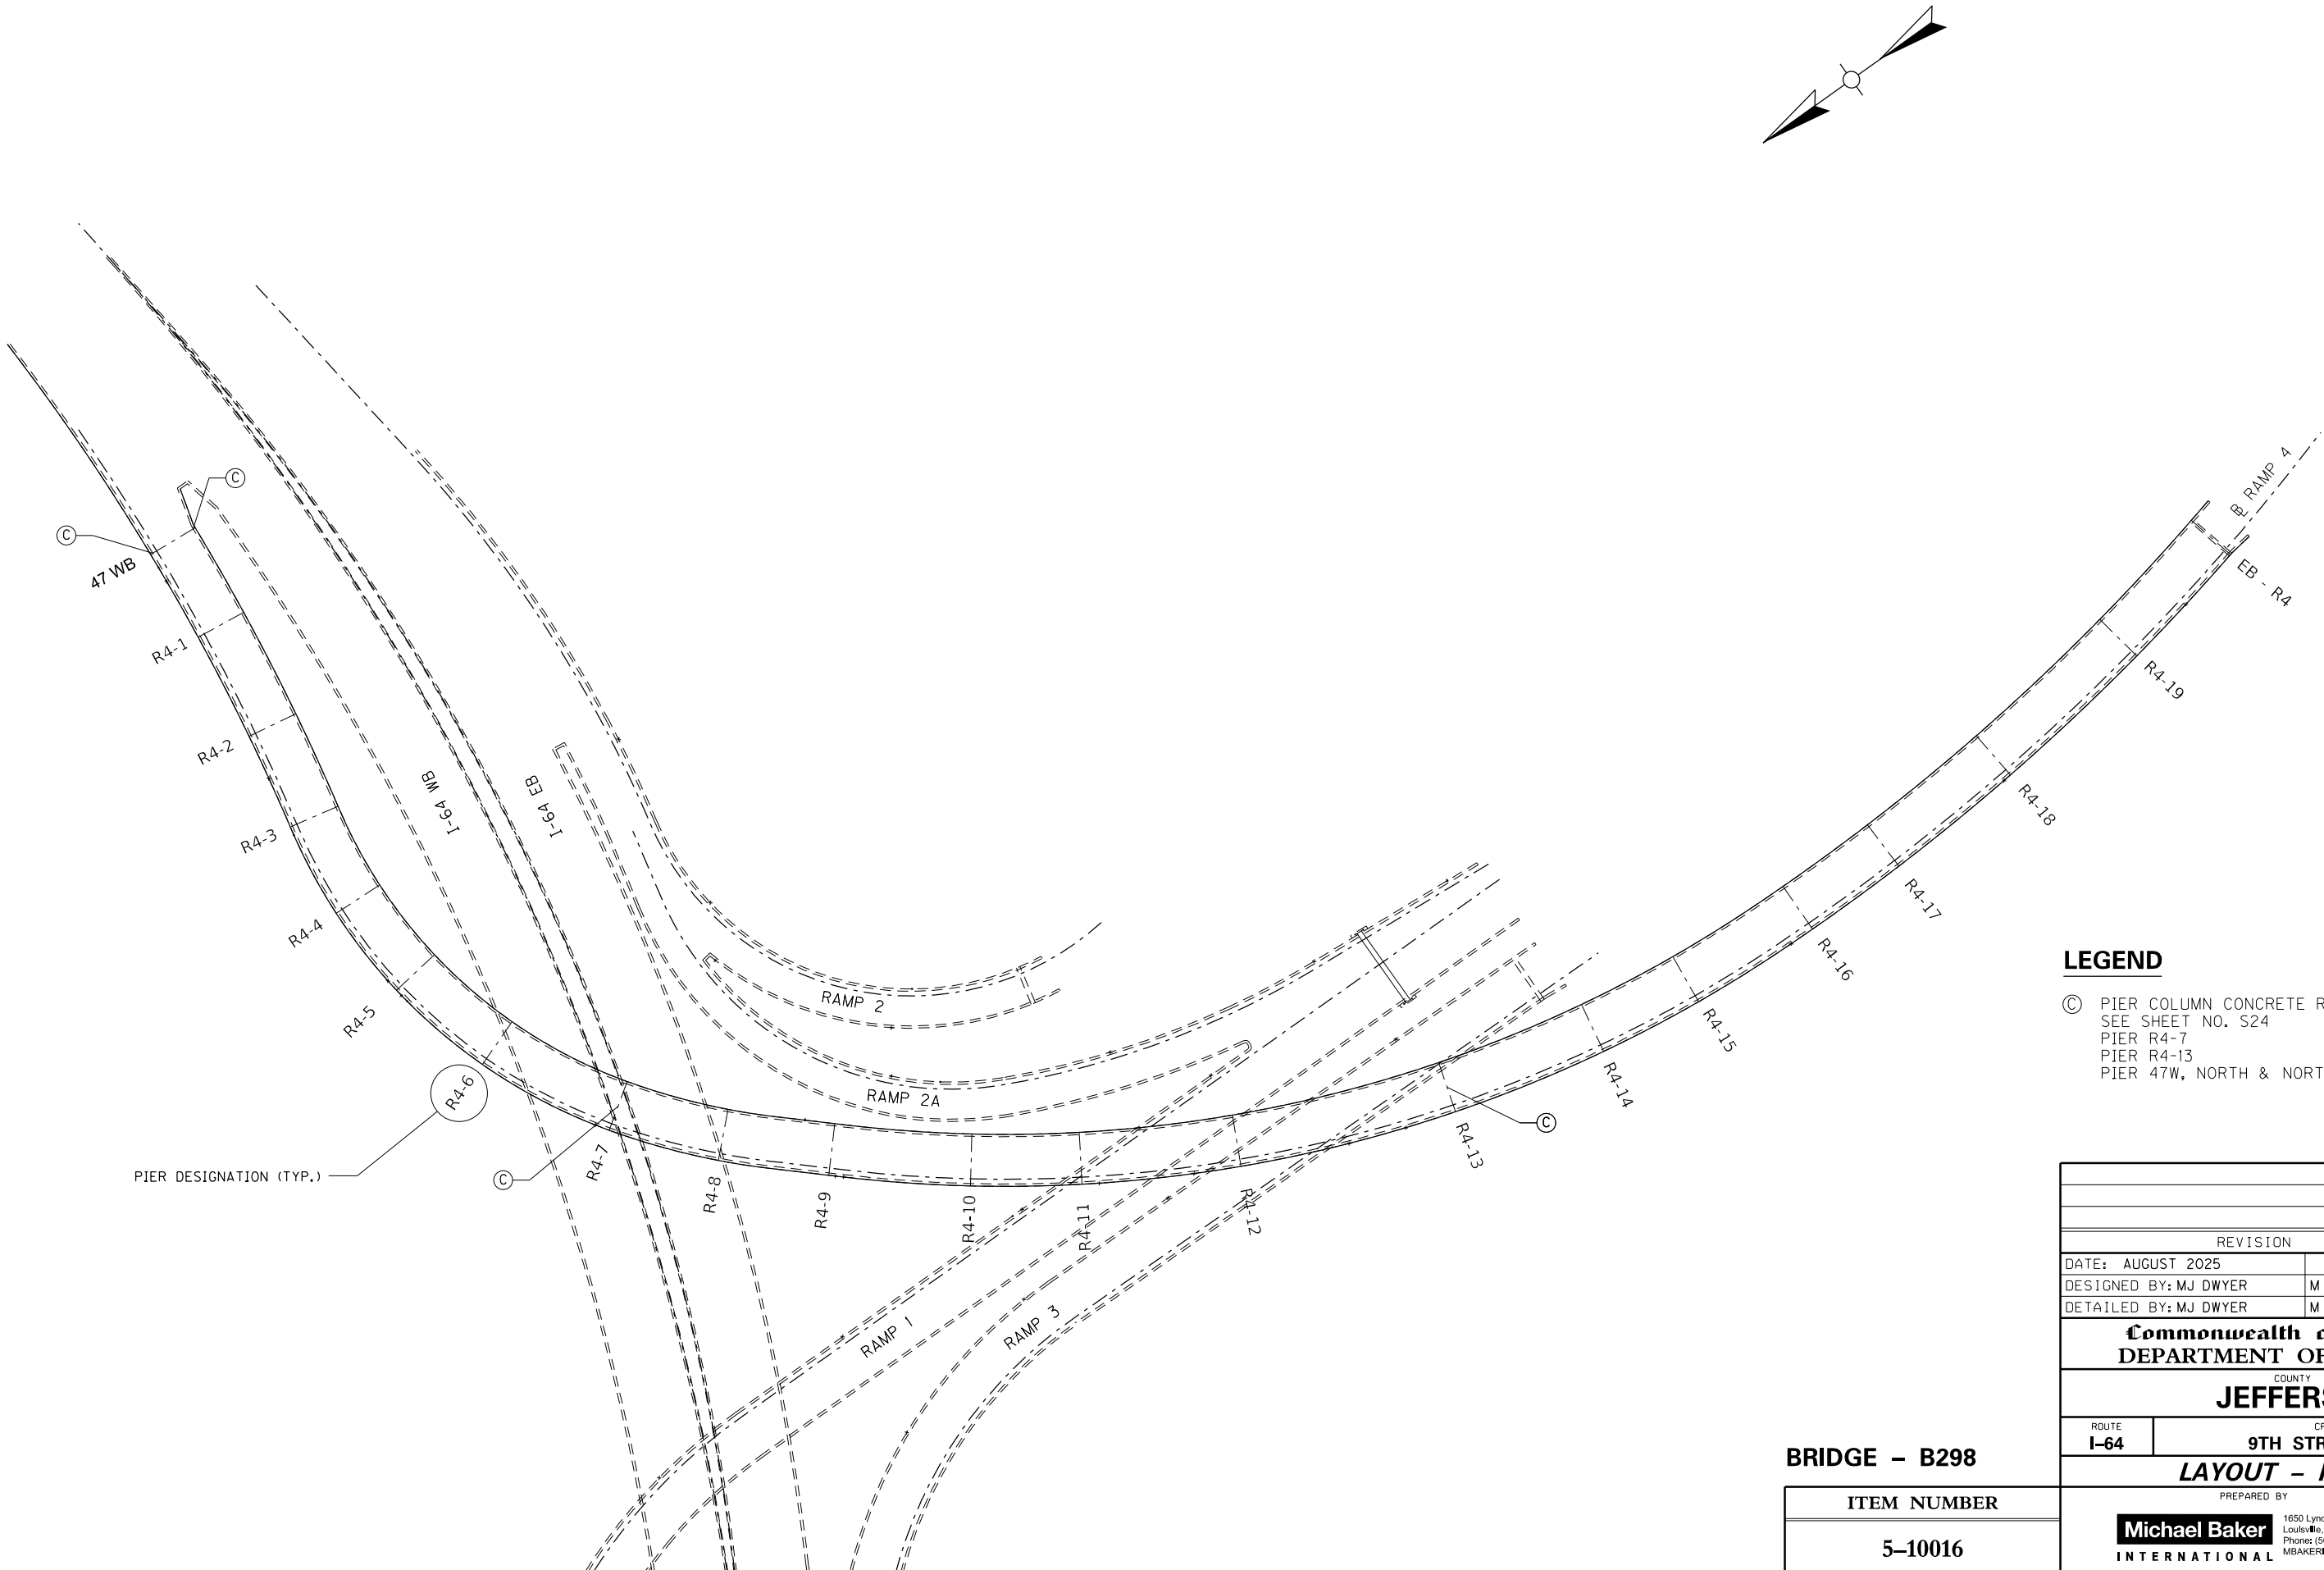 C
C
47 WB
R4-1
R4-2
R4-3
R4-4
R4-5
R4-6
PIER DESIGNATION (TYP.)
C
R4-7
R4-8
R4-9
R4-10
R4-11
R4-12
R4-13
C
R4-14
R4-15
R4-16
R4-17
R4-18
R4-19
EB - R4
RAMP 4
I-64 WB
I-64 EB
RAMP 2
RAMP 2A
RAMP 1
RAMP 3
LEGEND
C PIER COLUMN CONCRETE
SEE SHEET NO. S24
PIER R4-7
PIER R4-13
PIER 47W, NORTH &
REVISION
DATE: AUGUST 2025
DESIGNED BY: MJ DWYER M
DETAILED BY: MJ DWYER M
Commonwealth
DEPARTMENT
COUNTY
ROUTE
I-64 9TH
LAYOUT –
PREPARED BY
Michael Baker
INTERNATIONAL
1650
Phone:
BRIDGE – B298
ITEM NUMBER
5-10016